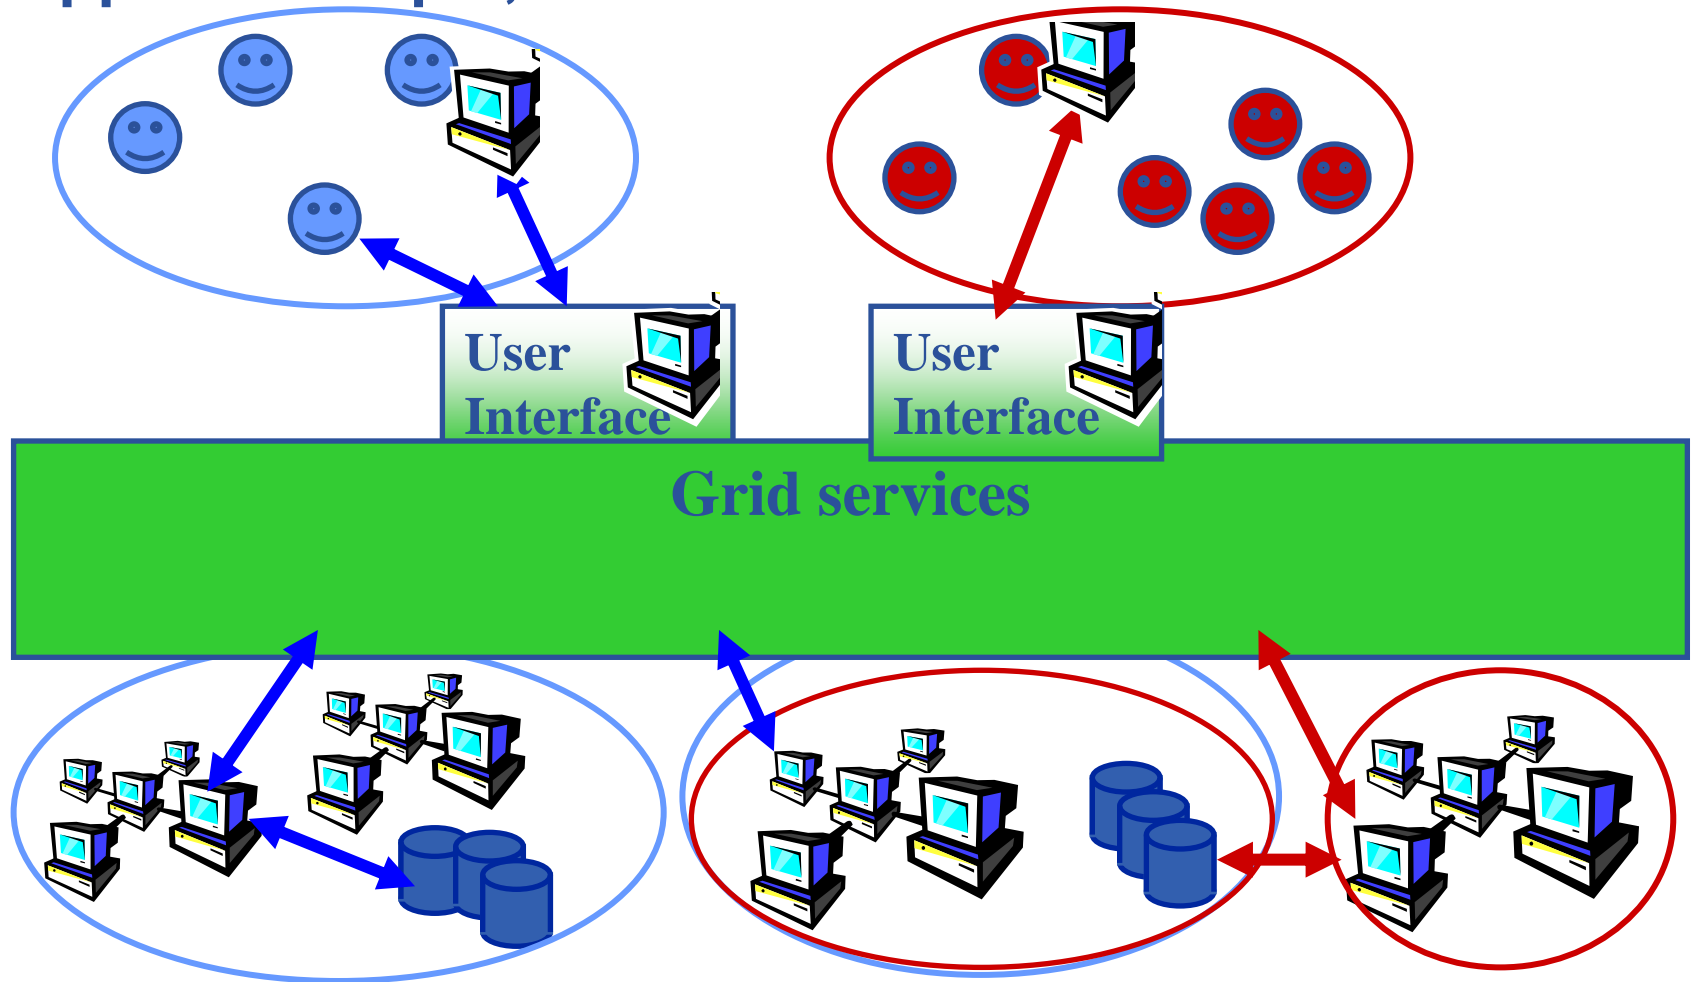 User
Interface
User
Interface
Grid services